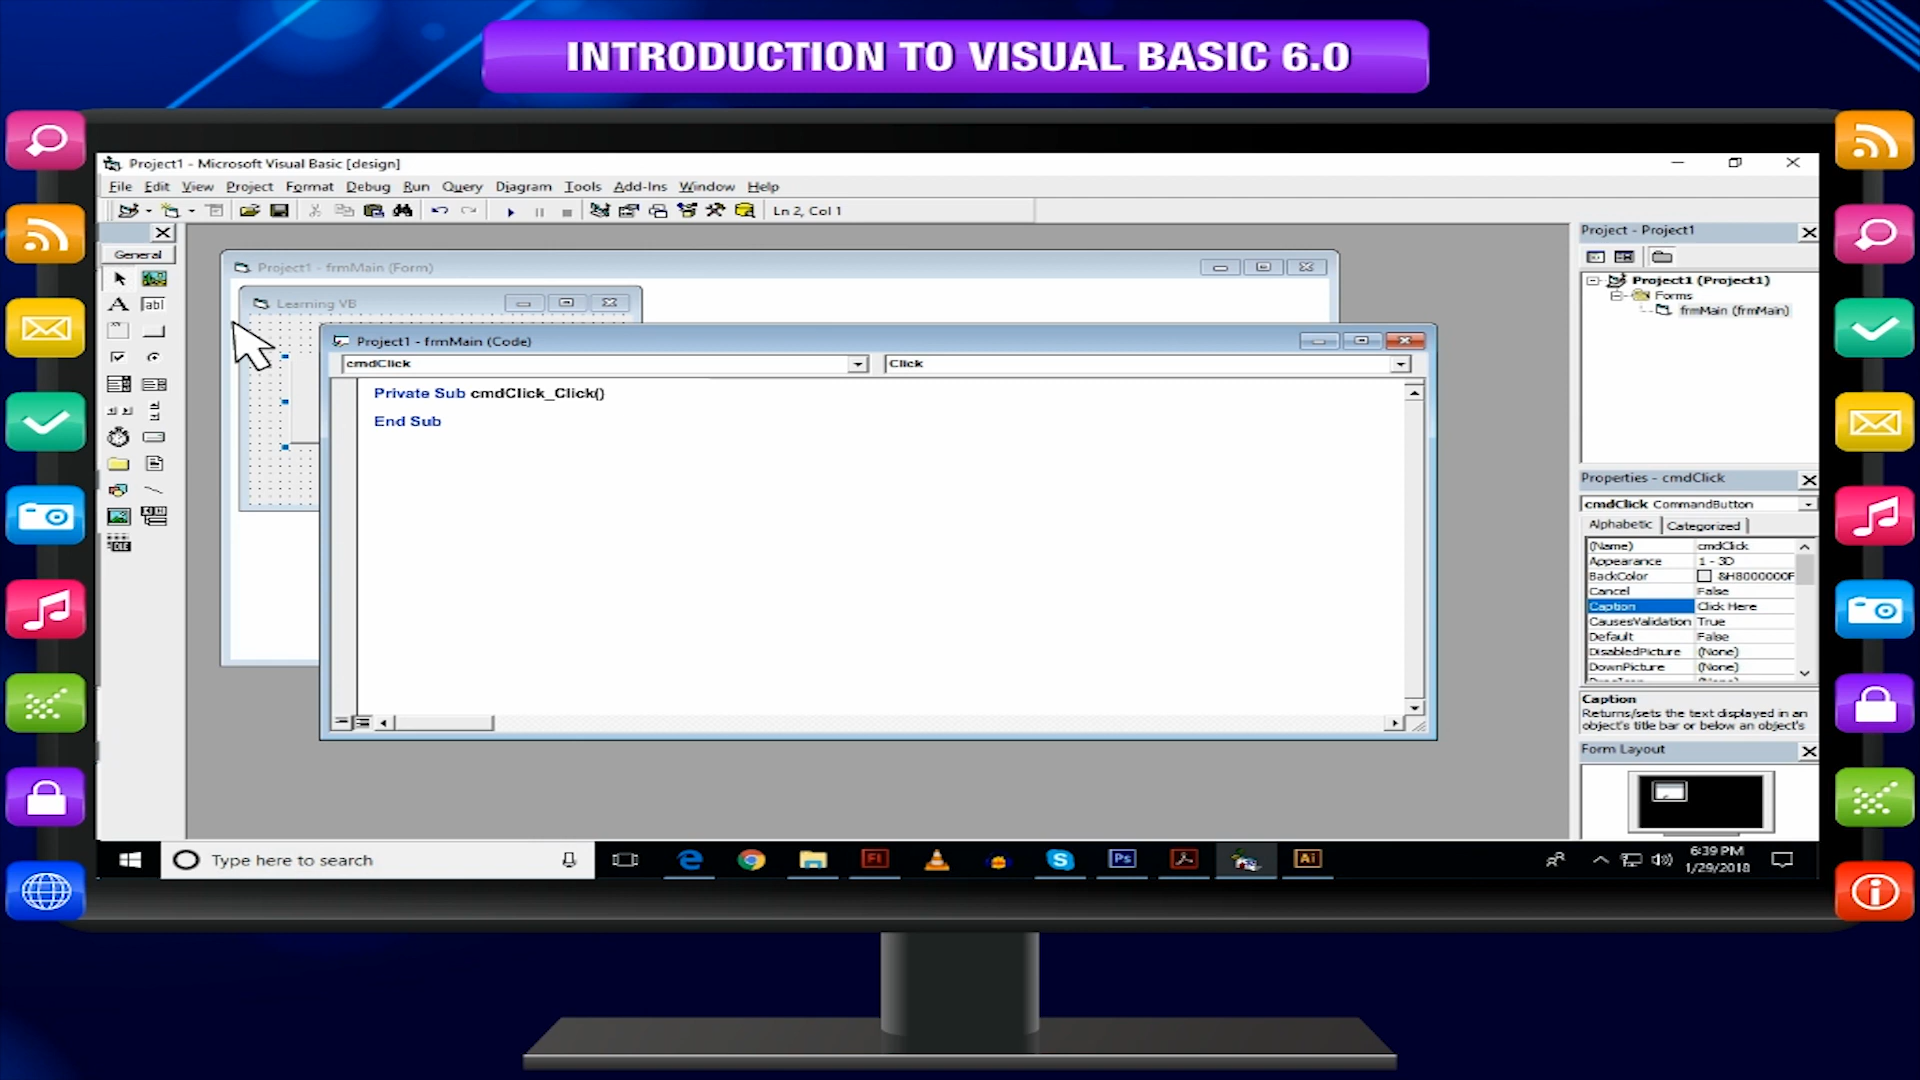 INTRODUCTION TO VISUAL BASIC 6.0
Project1 - Microsoft Visual Basic [design]
File Edit View Project Format Debug Run Query Diagram Tools Add-Ins Window Help
Ln 2, Col 1
General
Project1 - frmMain (Form)
Learning VB
Project1 - frmMain (Code)
cmdClick
Click
Private Sub cmdClick_Click()
End Sub
Project - Project1
Project1 (Project1)
Forms
frmMain (frmMain)
Properties - cmdClick
cmdClick CommandButton
Alphabetic Categorized
(Name) cmdClick
Appearance 1 - 3D
BackColor &H8000000F
Cancel False
Caption Click Here
CausesValidation True
Default False
DisabledPicture (None)
DownPicture (None)
Caption
Returns/sets the text displayed in an
object's title bar or below an object's
Form Layout
Type here to search
6:39 PM
1/29/2018